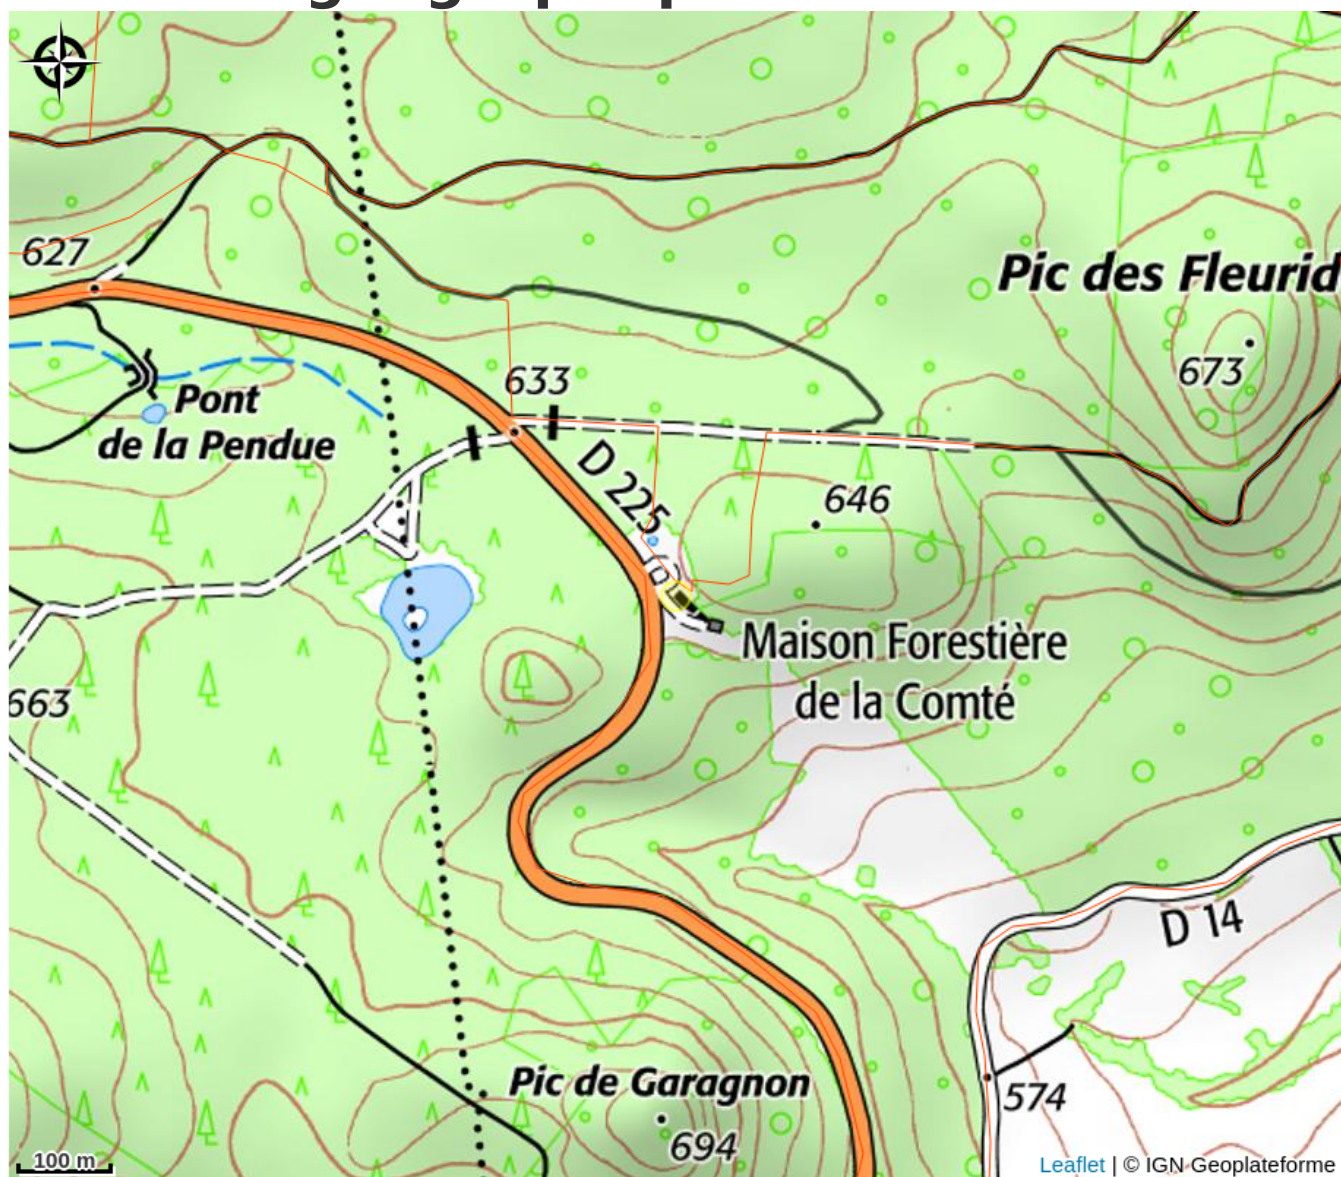 627
Pic des Fleurid
673
633
Pont
de la Pendue
D 225
646
Maison Forestière
de la Comté
663
D 14
Pic de Garagnon
694
574
100 m
Leaflet | © IGN Geoplateforme